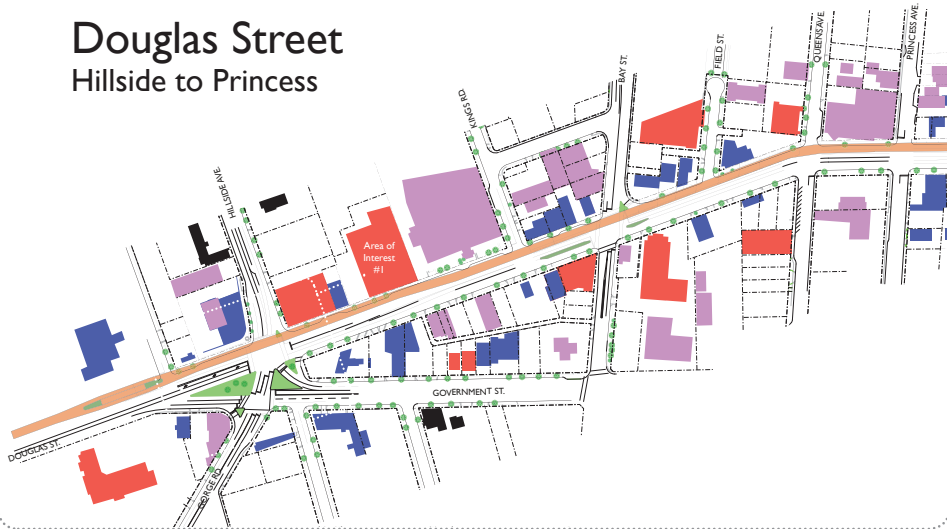 Douglas Street
Hillside to Princess
PRINCESS AVE.
QUEENS AVE.
FIELD ST.
BAY ST.
KINGS RD.
HILLSIDE AVE.
Area of
Interest
#1
GOVERNMENT ST.
DOUGLAS ST.
GORGE RD.